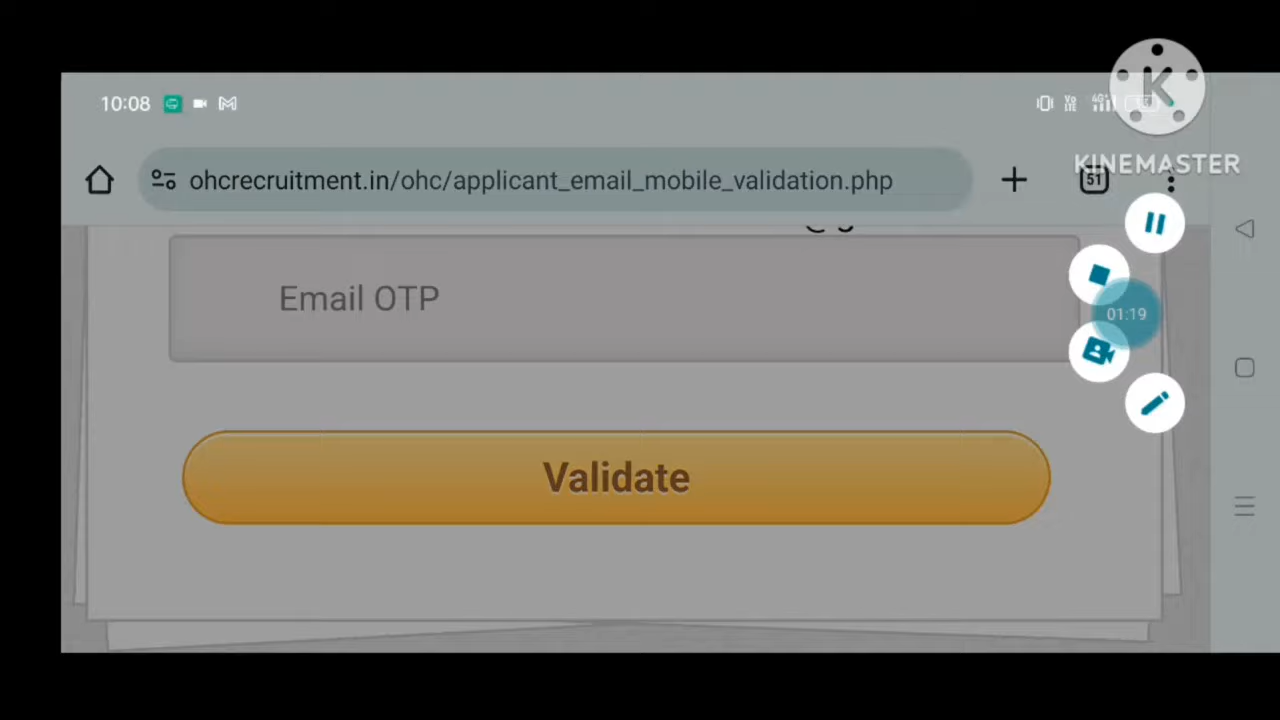 10:08
KINEMASTER
ohcrecruitment.in/ohc/applicant_email_mobile_validation.php
51
Email OTP
01:19
Validate